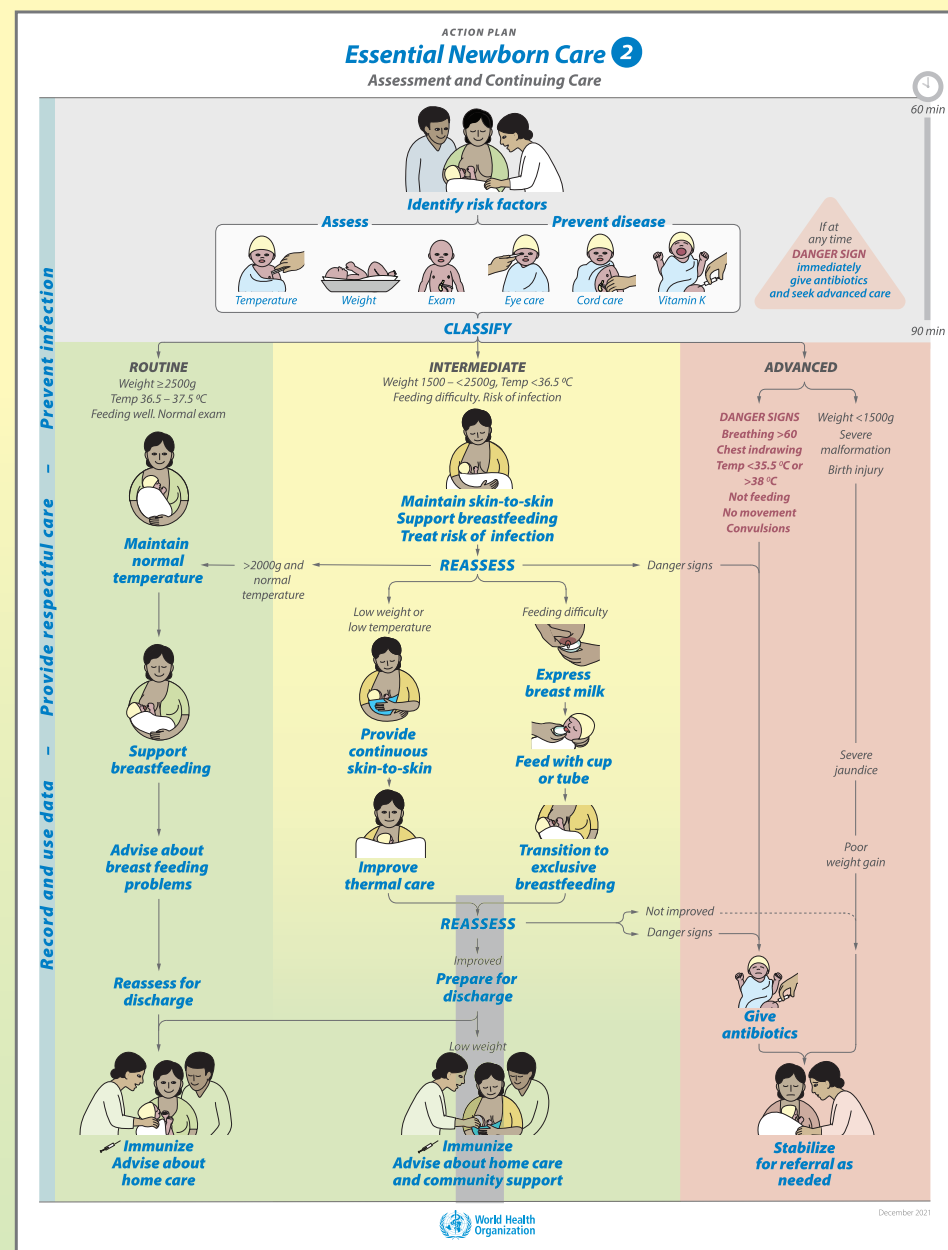 ACTION PLAN
Essential Newborn Care 2
Assessment and Continuing Care
60 min
Identify risk factors
Assess
Prevent disease
Temperature
Weight
Exam
Eye care
Cord care
Vitamin K
If at
any time
DANGER SIGN
immediately
give antibiotics
and seek advanced care
CLASSIFY
90 min
Record and use data – Provide respectful care – Prevent infection
ROUTINE
Weight ≥2500g
Temp 36.5 – 37.5 ºC
Feeding well. Normal exam
Maintain
normal
temperature
Support
breastfeeding
Advise about
breast feeding
problems
Reassess for
discharge
Immunize
Advise about
home care
INTERMEDIATE
Weight 1500 – <2500g, Temp <36.5 ºC
Feeding difficulty. Risk of infection
Maintain skin-to-skin
Support breastfeeding
Treat risk of infection
REASSESS
>2000g and
normal
temperature
Danger signs
Low weight or
low temperature
Provide
continuous
skin-to-skin
Improve
thermal care
Feeding difficulty
Express
breast milk
Feed with cup
or tube
Transition to
exclusive
breastfeeding
REASSESS
Not improved
Danger signs
Improved
Prepare for
discharge
Low weight
Immunize
Advise about home care
and community support
ADVANCED
DANGER SIGNS
Breathing >60
Chest indrawing
Temp <35.5 ºC or
>38 ºC
Not feeding
No movement
Convulsions
Weight <1500g
Severe
malformation
Birth injury
Severe
jaundice
Poor
weight gain
Give
antibiotics
Stabilize
for referral as
needed
World Health
Organization
December 2021